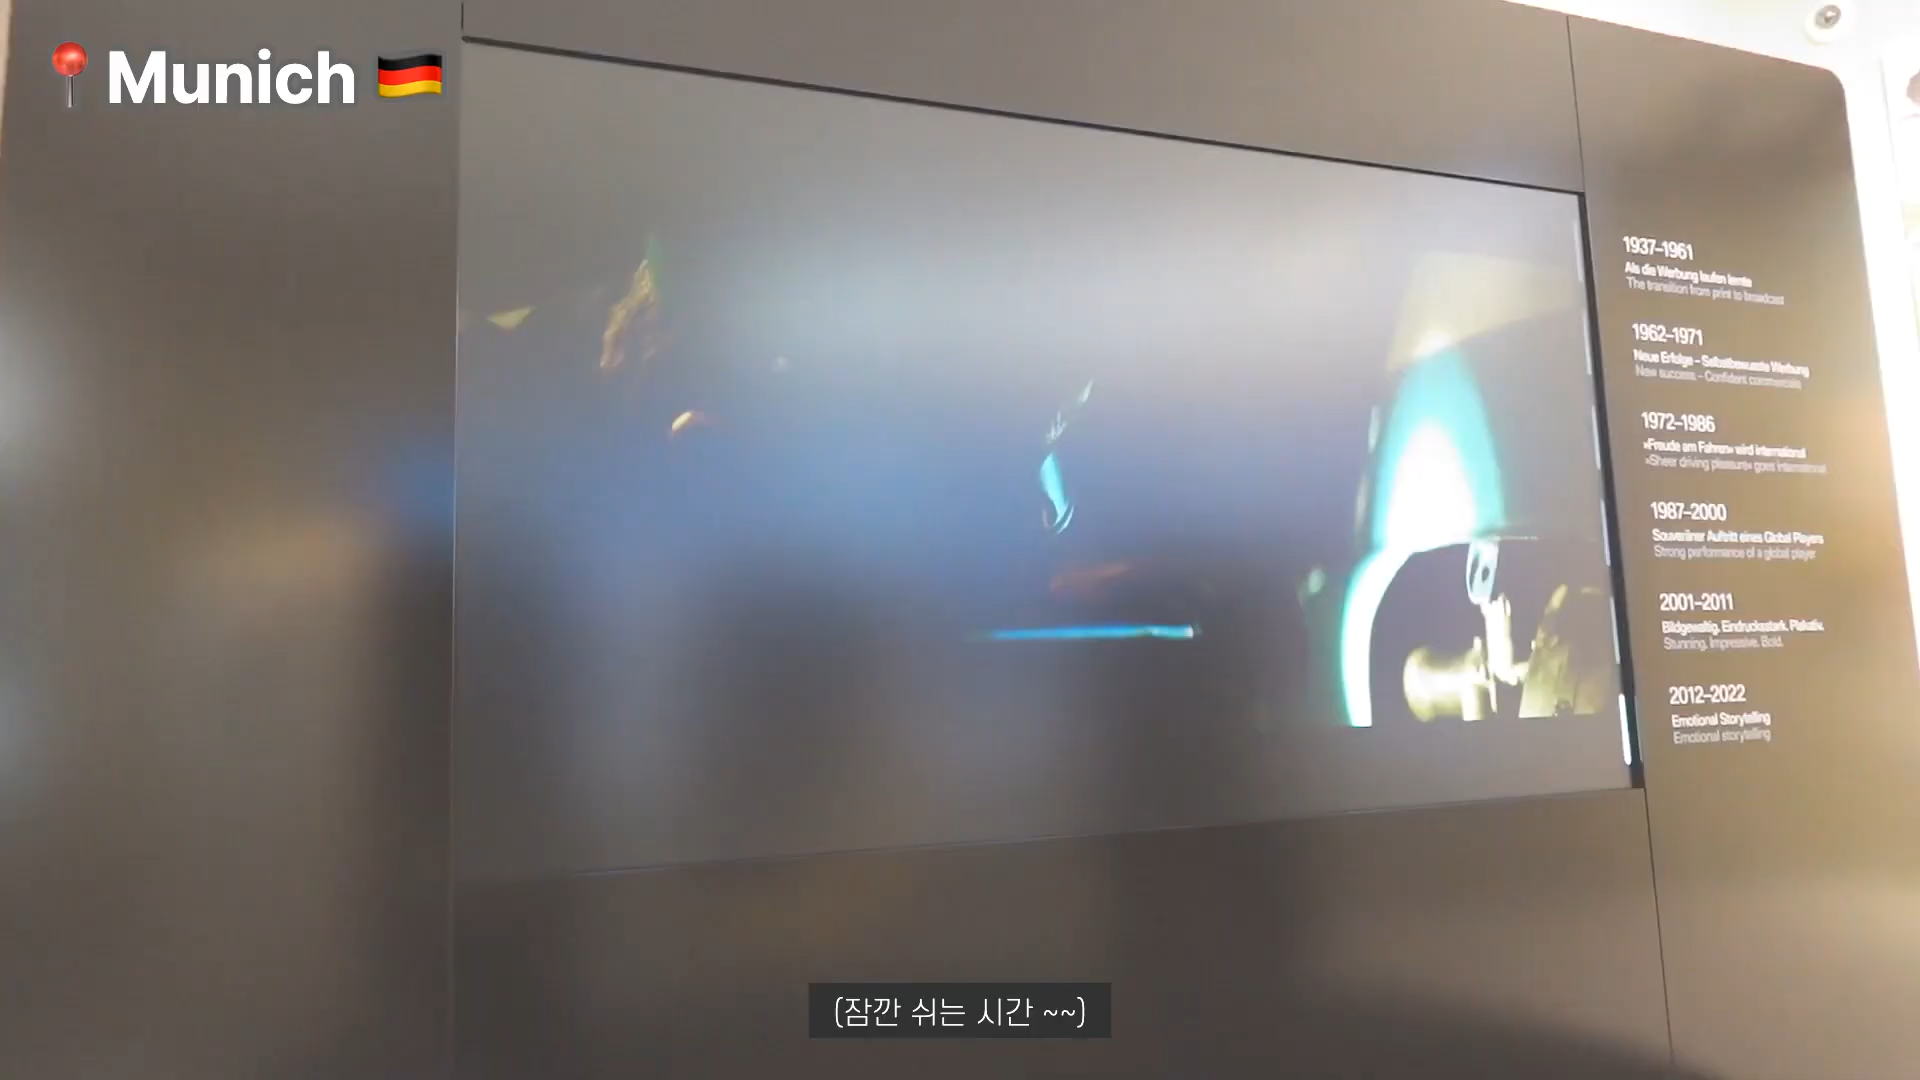 Munich
1937–1961
Als die Werbung laufen lernte
The transition from print to broadcast
1962–1971
Neue Erfolge – Selbstbewusste Werbung
New success – Confident commercials
1972–1986
»Freude am Fahren« wird international
»Sheer driving pleasure« goes international
1987–2000
Souveräner Auftritt eines Global Players
Strong performance of a global player
2001–2011
Bildgewaltig. Eindrucksstark. Plakativ.
Stunning. Impressive. Bold.
2012–2022
Emotional Storytelling
Emotional storytelling
(잠깐 쉬는 시간 ~~)